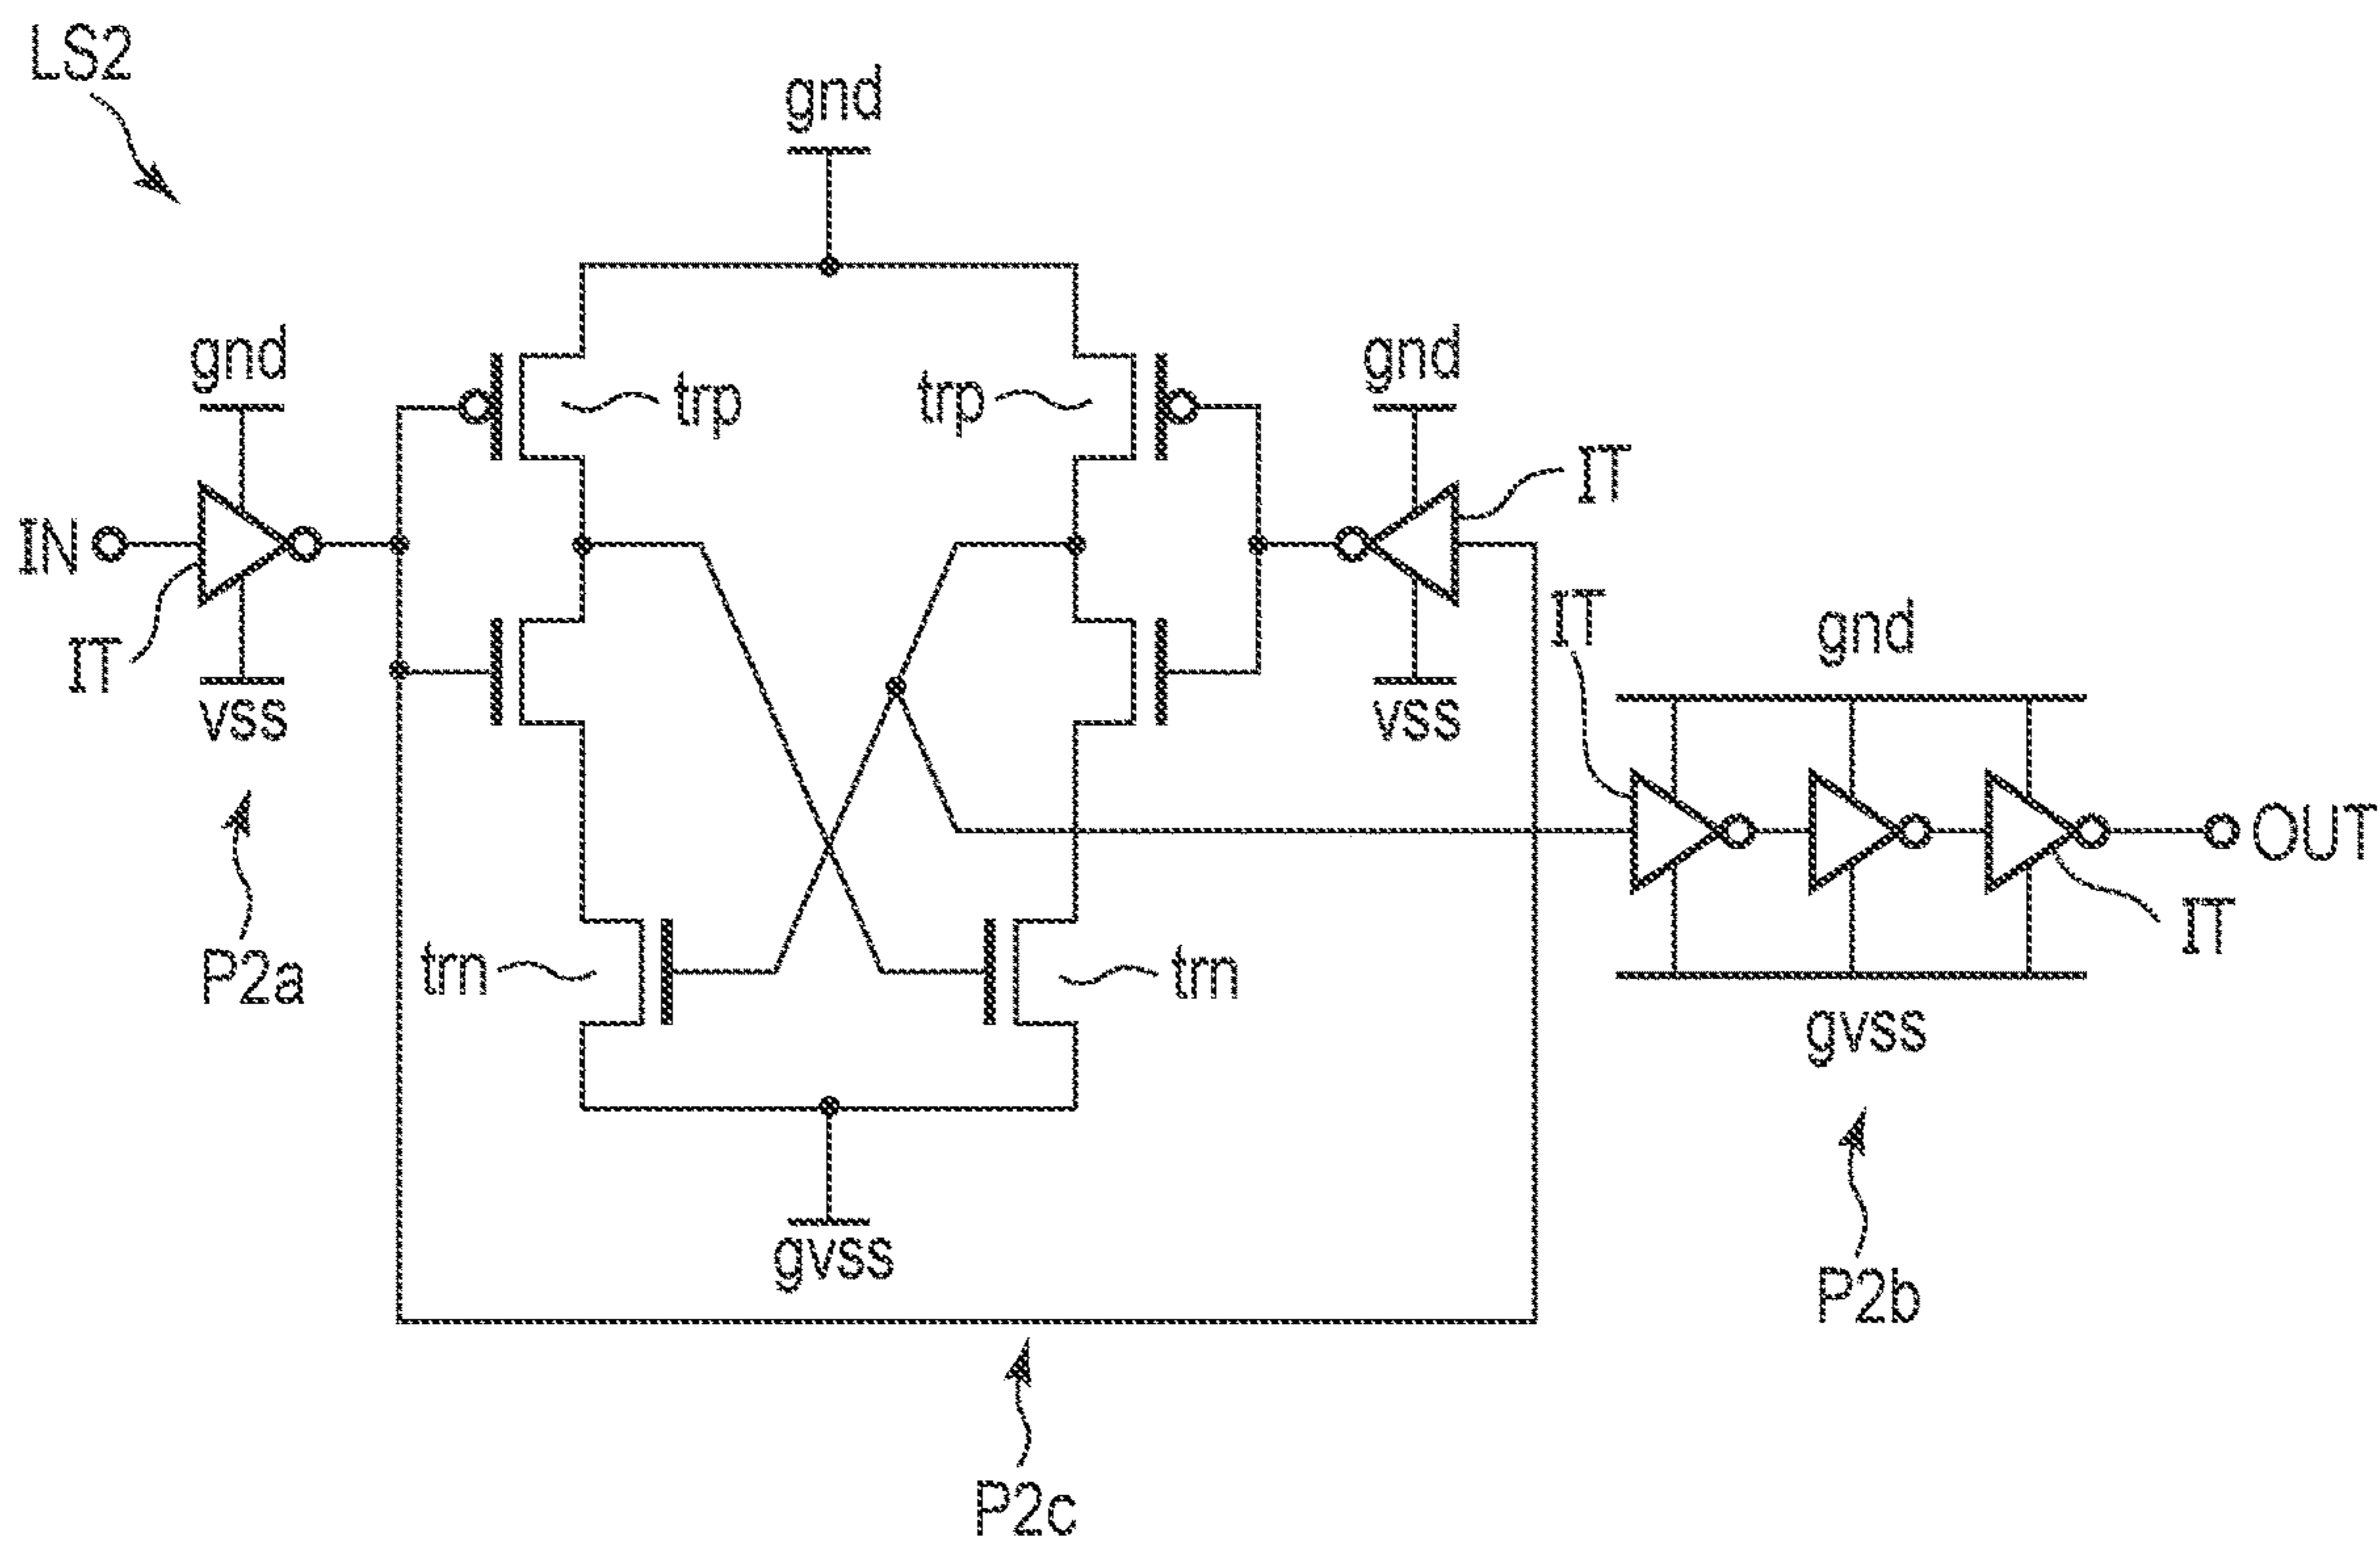 LS2
gnd
gnd
gnd
trp
trp
IT
IN
IT
gnd
IT
vss
vss
OUT
trn
trn
IT
P2a
gvss
gvss
P2b
P2c